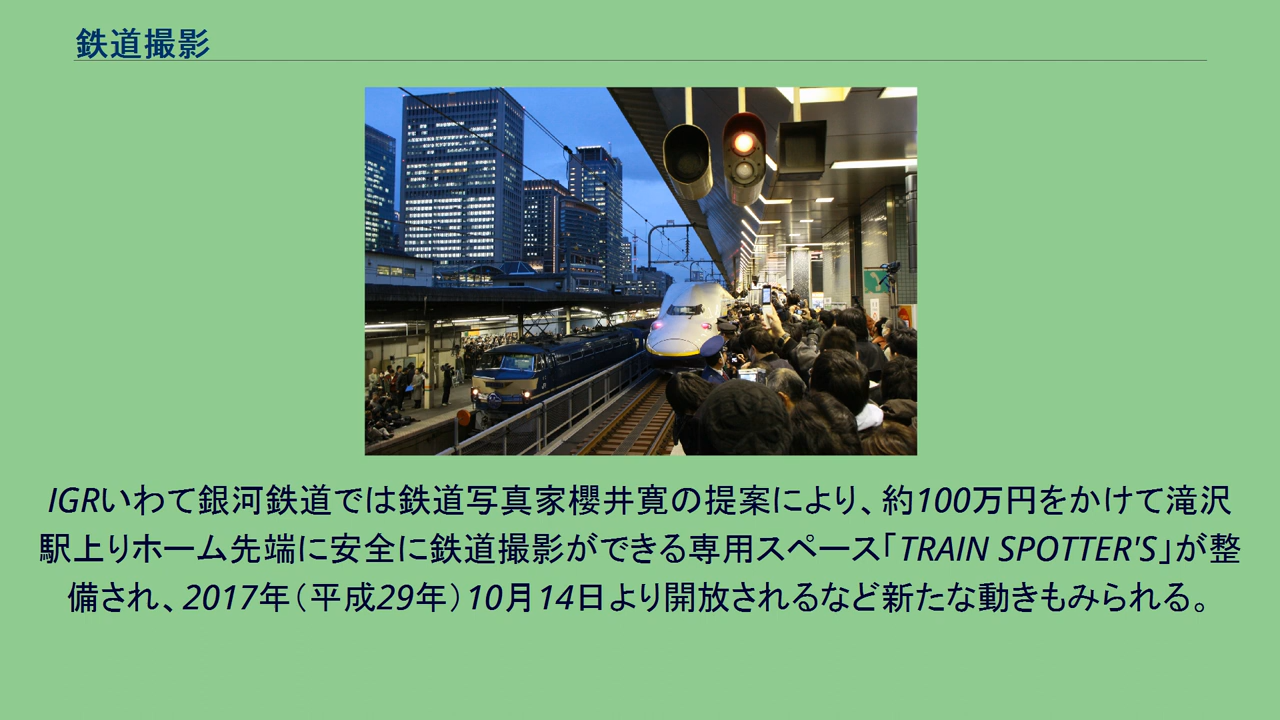 鉄道撮影
IGRいわて銀河鉄道では鉄道写真家櫻井寛の提案により、約100万円をかけて滝沢
駅上りホーム先端に安全に鉄道撮影ができる専用スペース「TRAIN SPOTTER'S」が整
備され、2017年（平成29年）10月14日より開放されるなど新たな動きもみられる。